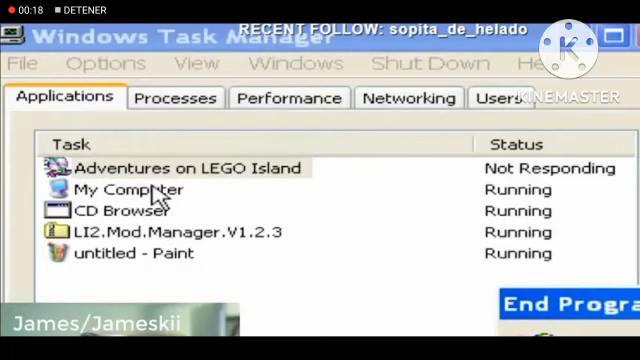 00:18 DETENER
RECENT FOLLOW: sopita_de_helado
Windows Task Manager
File Options View Windows Shut Down
KINEMASTER
Applications Processes Performance Networking Users
Task Status
Adventures on LEGO Island Not Responding
My Computer Running
CD Browser Running
LI2.Mod.Manager.V1.2.3 Running
untitled - Paint Running
End Progra
James/Jameskii